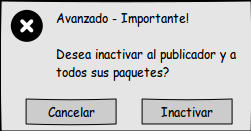 Avanzado - Importante!
Desea inactivar al publicador y a
todos sus paquetes?
Cancelar
Inactivar